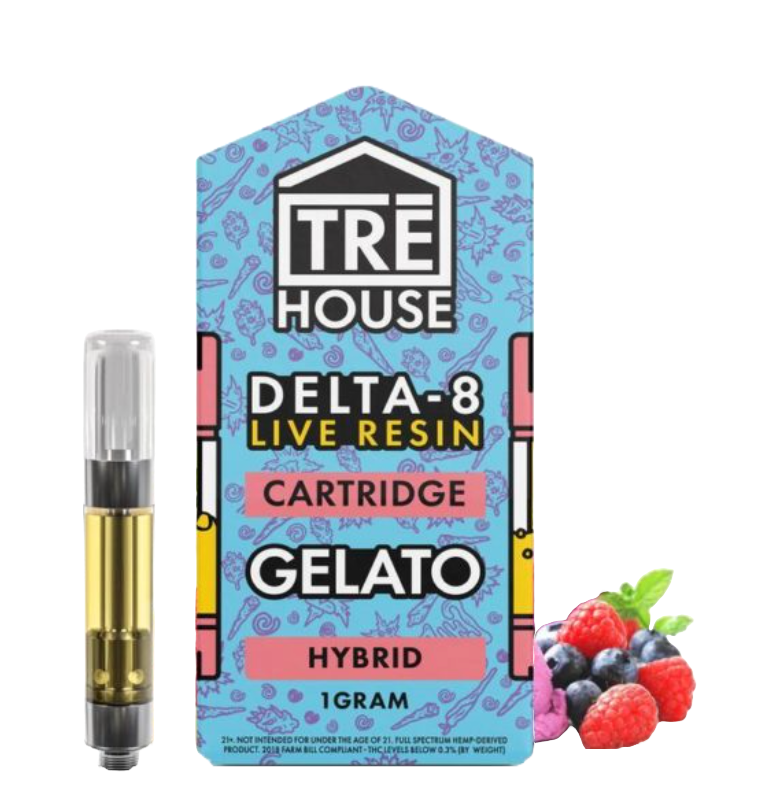 TRĒ
HOUSE
DELTA-8
LIVE RESIN
CARTRIDGE
GELATO
HYBRID
1GRAM
21+. NOT INTENDED FOR UNDER THE AGE OF 21. FULL SPECTRUM HEMP-DERIVED
PRODUCT. 2018 FARM BILL COMPLIANT - THC LEVELS BELOW 0.3% (BY WEIGHT)